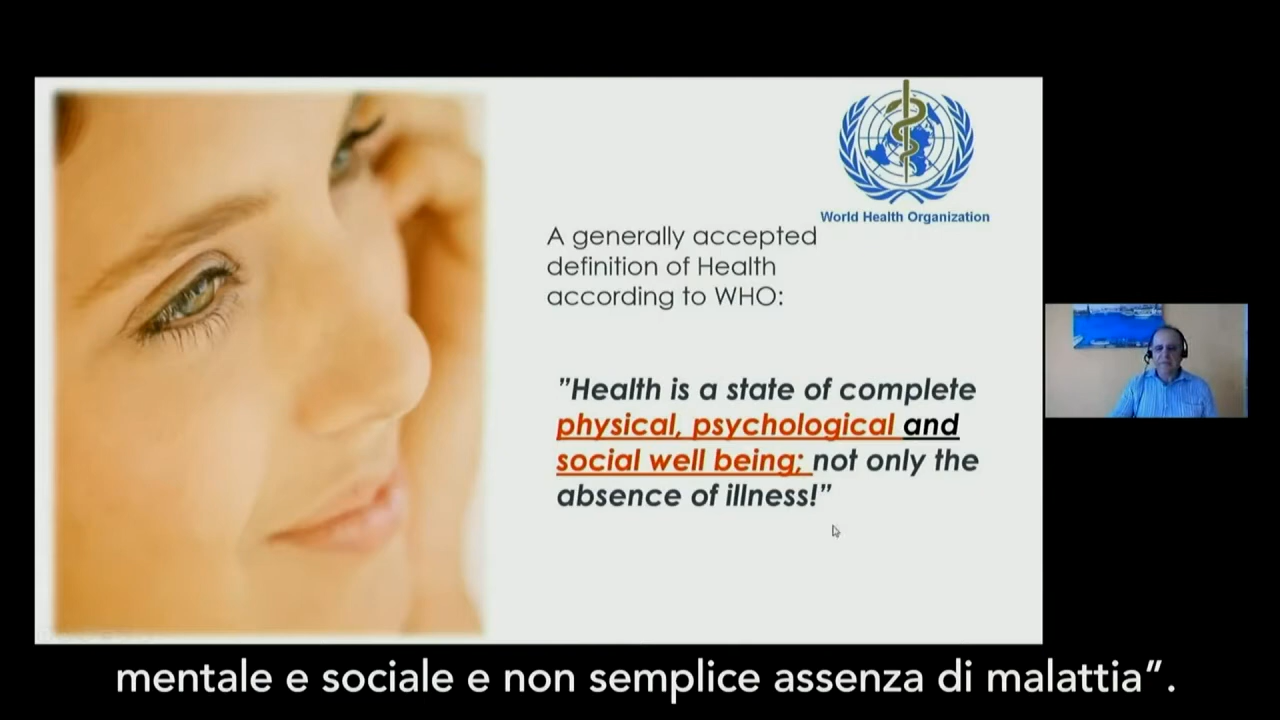 World Health Organization
A generally accepted
definition of Health
according to WHO:
”Health is a state of complete
physical, psychological and
social well being; not only the
absence of illness!”
mentale e sociale e non semplice assenza di malattia”.